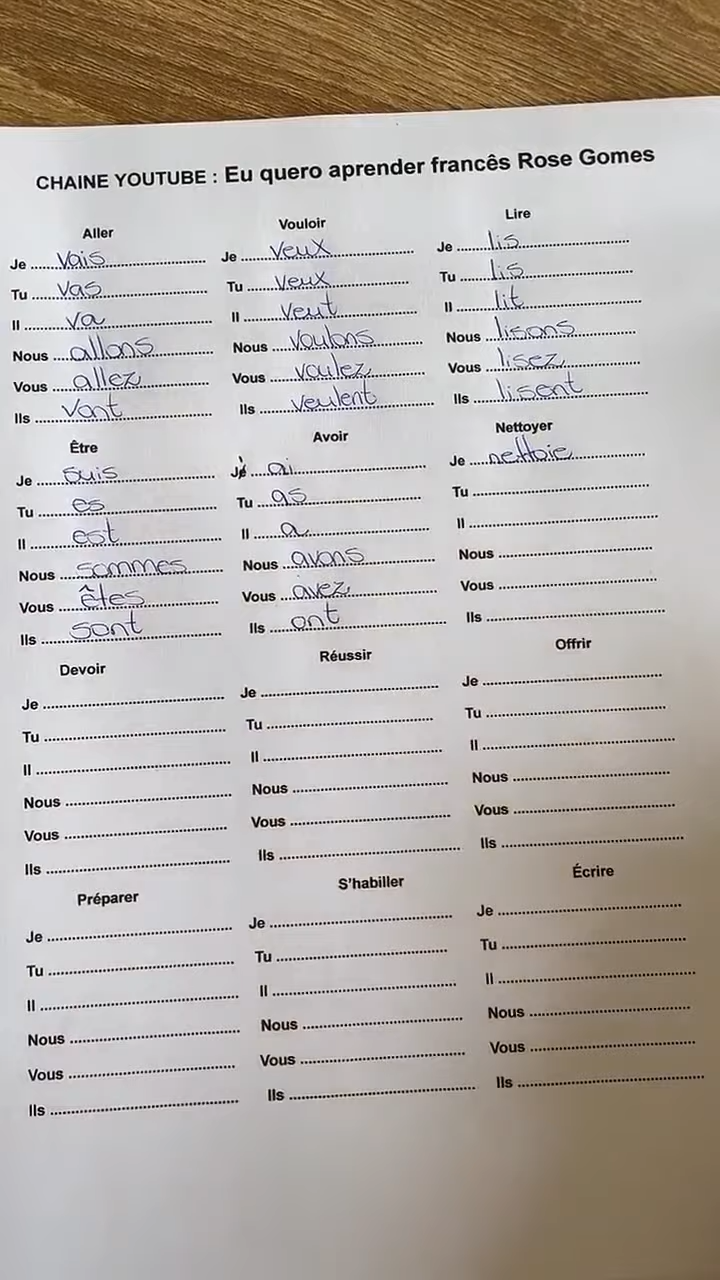 CHAINE YOUTUBE : Eu quero aprender francês Rose Gomes
Aller
Je vais
Tu vas
Il va
Nous allons
Vous allez
Ils vont
Vouloir
Je veux
Tu veux
Il veut
Nous voulons
Vous voulez
Ils veulent
Lire
Je lis
Tu lis
Il lit
Nous lisons
Vous lisez
Ils lisent
Être
Je suis
Tu es
Il est
Nous sommes
Vous êtes
Ils sont
Avoir
J' ai
Tu as
Il a
Nous avons
Vous avez
Ils ont
Nettoyer
Je nettoie
Tu
Il
Nous
Vous
Ils
Devoir
Je
Tu
Il
Nous
Vous
Ils
Réussir
Je
Tu
Il
Nous
Vous
Ils
Offrir
Je
Tu
Il
Nous
Vous
Ils
Préparer
Je
Tu
Il
Nous
Vous
Ils
S'habiller
Je
Tu
Il
Nous
Vous
Ils
Écrire
Je
Tu
Il
Nous
Vous
Ils